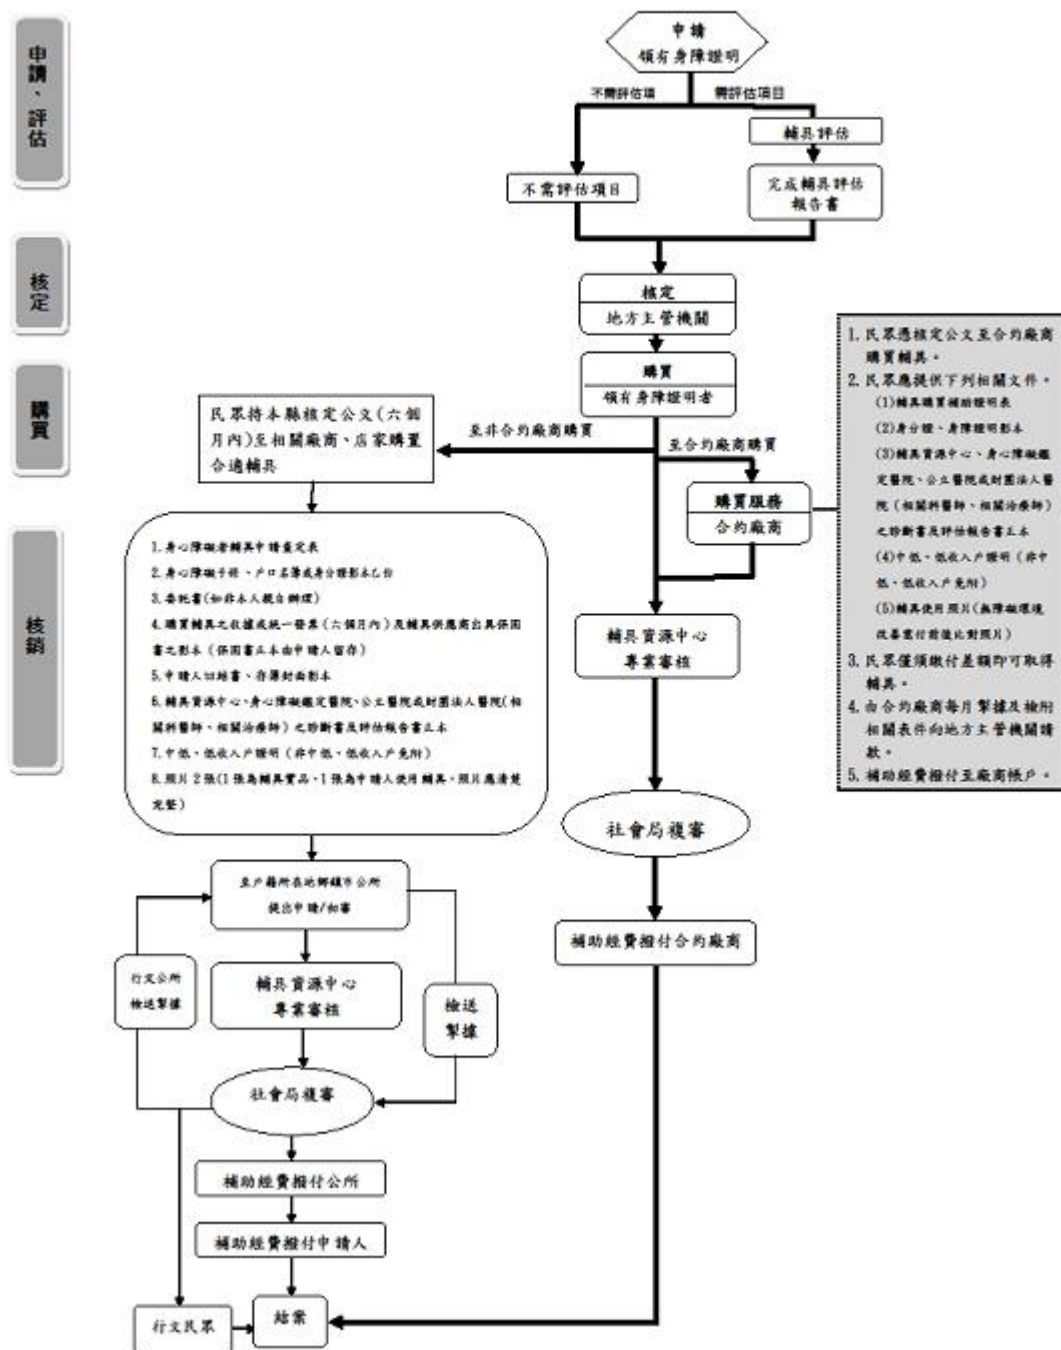 申請、評估
核定
購買
核銷
申請
領有身障證明
不需評估項
需評估項目
輔具評估
不需評估項目
完成輔具評估
報告書
核定
地方主管機關
購買
領有身障證明者
至非合約廠商購買
至合約廠商購買
民眾持本縣核定公文(六個
月內)至相關廠商、店家購置
合適輔具
購買服務
合約廠商
1. 民眾憑核定公文至合約廠商
購買輔具。
2. 民眾應提供下列相關文件。
(1)輔具購買補助證明表
(2)身分證、身障證明影本
(3)輔具資源中心、身心障礙鑑
定醫院、公立醫院或財團法人醫
院(相關科醫師、相關治療師)
之診斷書及評估報告書正本
(4)中低、低收入戶證明(非中
低、低收入戶免附)
(5)輔具使用照片(無障礙環境
改善案付前後比對照片)
3. 民眾僅須繳付差額即可取得
輔具。
4. 由合約廠商每月掣據及檢附
相關表件向地方主管機關請
款。
5. 補助經費撥付至廠商帳戶。
1.身心障礙者輔具申請查定表
2.身心障礙手冊、戶口名簿或身分證影本乙份
3.委託書(如非本人親自辦理)
4.購買輔具之收據或統一發票(六個月內)及輔具供應商出具保固
書之影本(保固書正本由申請人留存)
5.申請人切結書、存簿封面影本
6.輔具資源中心、身心障礙鑑定醫院、公立醫院或財團法人醫院(相
關科醫師、相關治療師)之診斷書及評估報告書正本
7.中低、低收入戶證明(非中低、低收入戶免附)
8.照片2張(1張為輔具實品、1張為申請人使用輔具,照片應清楚
完整)
輔具資源中心
專業審核
社會局複審
補助經費撥付合約廠商
至戶籍所在地鄉鎮市公所
提出申請/初審
行文公所
檢送掣據
輔具資源中心
專業審核
檢送
掣據
社會局複審
補助經費撥付公所
補助經費撥付申請人
行文民眾
結案